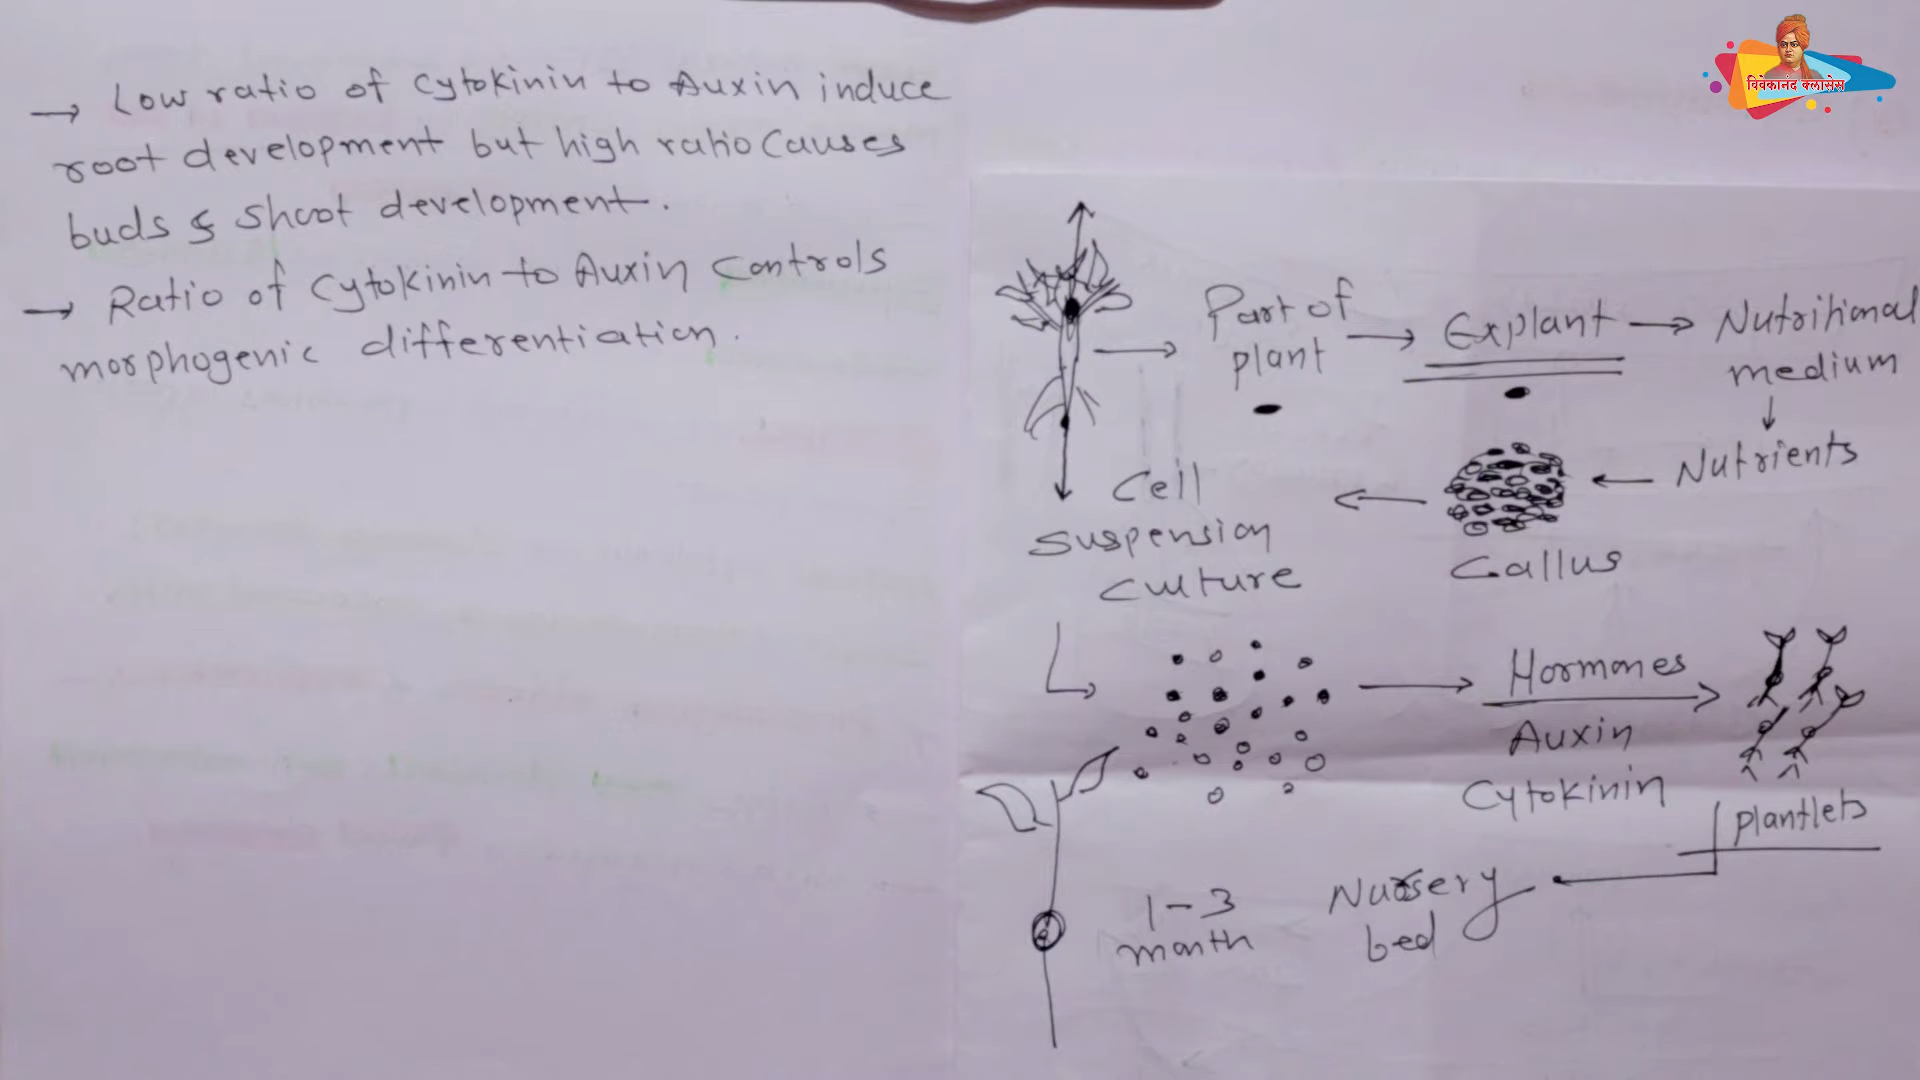 → Low ratio of Cytokinin to Auxin induce
root development but high ratio causes
buds & shoot development.
→ Ratio of Cytokinin to Auxin controls
morphogenic differentiation.
विवेकानंद क्लासेस
Part of
plant
→ Explant → Nutritional
medium
↓
Nutrients
←
Callus
←
Cell
suspension
culture
→ Hormones
Auxin
Cytokinin
plantlets
Nursery
bed
1-3
month